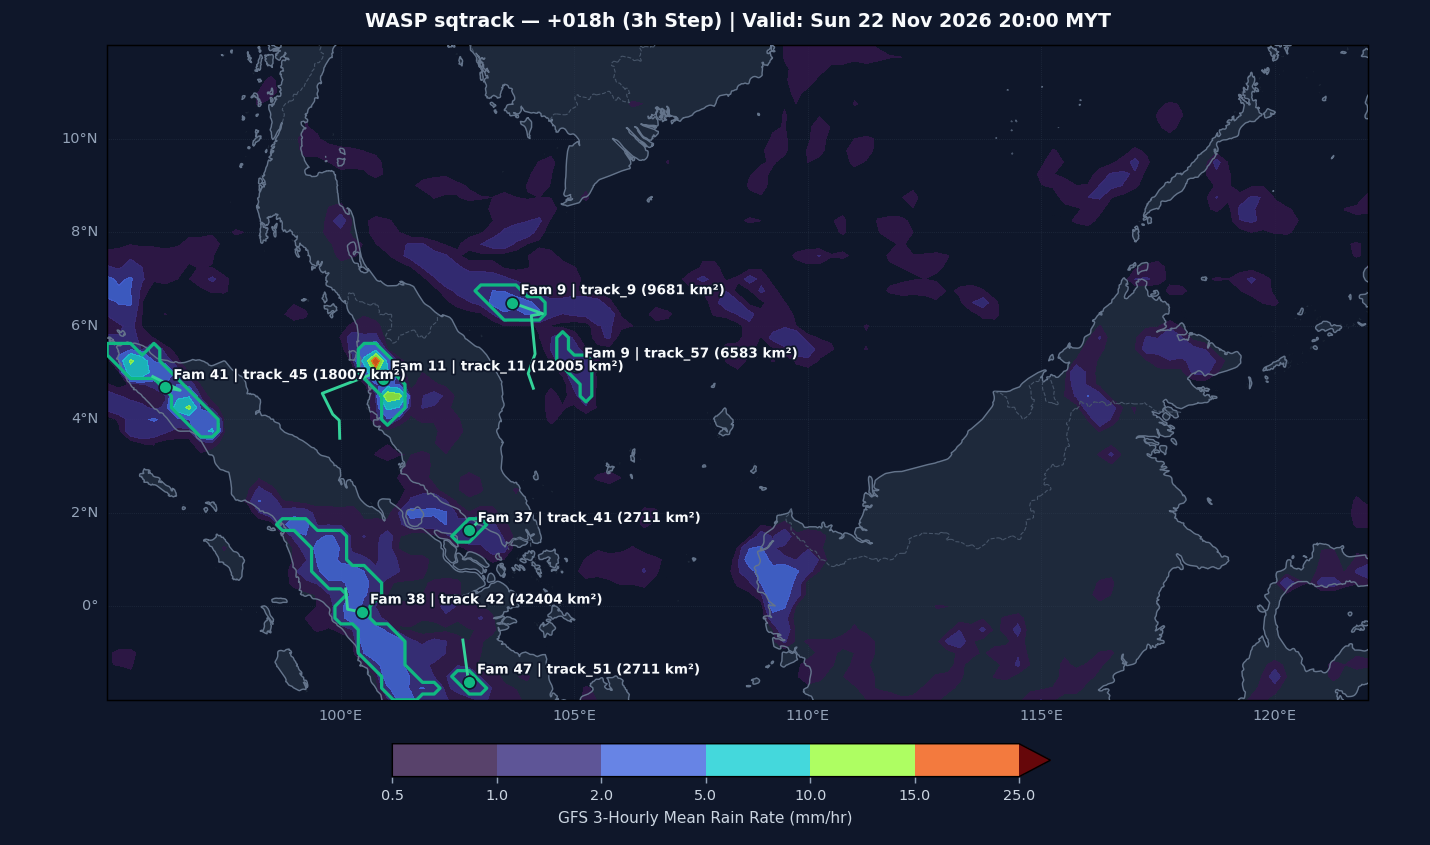 WASP sqtrack — +018h (3h Step) | Valid: Sun 22 Nov 2026 20:00 MYT
10°N
8°N
6°N
4°N
2°N
0°
Fam 9 | track_9 (9681 km²)
Fam 9 | track_57 (6583 km²)
Fam 11 | track_11 (12005 km²)
Fam 41 | track_45 (18007 km²)
Fam 37 | track_41 (2711 km²)
Fam 38 | track_42 (42404 km²)
Fam 47 | track_51 (2711 km²)
100°E 105°E 110°E 115°E 120°E
0.5 1.0 2.0 5.0 10.0 15.0 25.0
GFS 3-Hourly Mean Rain Rate (mm/hr)